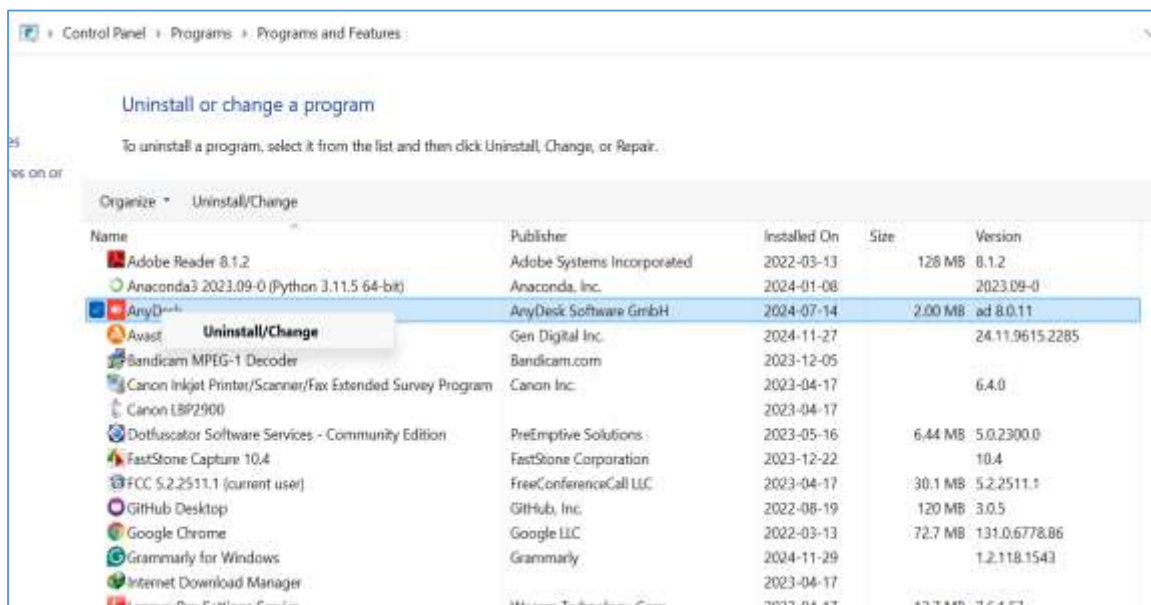 Control Panel > Programs > Programs and Features
Uninstall or change a program
es
To uninstall a program, select it from the list and then click Uninstall, Change, or Repair.
res on or
Organize Uninstall/Change
Name Publisher Installed On Size Version
Adobe Reader 8.1.2 Adobe Systems Incorporated 2022-03-13 128 MB 8.1.2
Anaconda3 2023.09-0 (Python 3.11.5 64-bit) Anaconda, Inc. 2024-01-08 2023.09-0
AnyDesk AnyDesk Software GmbH 2024-07-14 2.00 MB ad 8.0.11
Avast Gen Digital Inc. 2024-11-27 24.11.9615.2285
Uninstall/Change
Bandicam MPEG-1 Decoder Bandicam.com 2023-12-05
Canon Inkjet Printer/Scanner/Fax Extended Survey Program Canon Inc. 2023-04-17 6.4.0
Canon LBP2900 2023-04-17
Dotfuscator Software Services - Community Edition PreEmptive Solutions 2023-05-16 6.44 MB 5.0.2300.0
FastStone Capture 10.4 FastStone Corporation 2023-12-22 10.4
FCC 5.2.2511.1 (current user) FreeConferenceCall LLC 2023-04-17 30.1 MB 5.2.2511.1
GitHub Desktop GitHub, Inc. 2022-08-19 120 MB 3.0.5
Google Chrome Google LLC 2022-03-13 72.7 MB 131.0.6778.86
Grammarly for Windows Grammarly 2024-11-29 1.2.118.1543
Internet Download Manager 2023-04-17